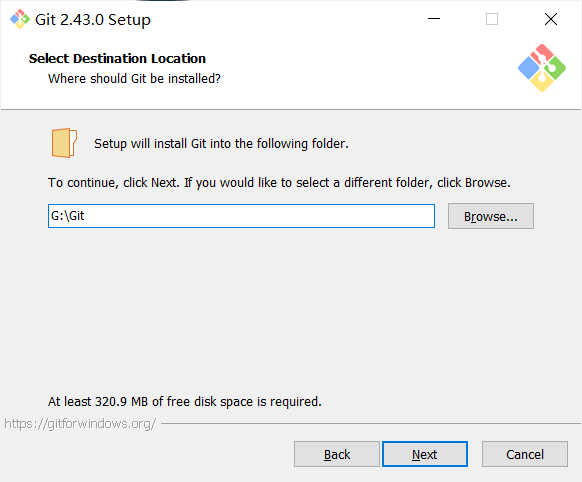 Git 2.43.0 Setup
Select Destination Location
Where should Git be installed?
Setup will install Git into the following folder.
To continue, click Next. If you would like to select a different folder, click Browse.
G:\Git
Browse...
At least 320.9 MB of free disk space is required.
https://gitforwindows.org/
Back
Next
Cancel